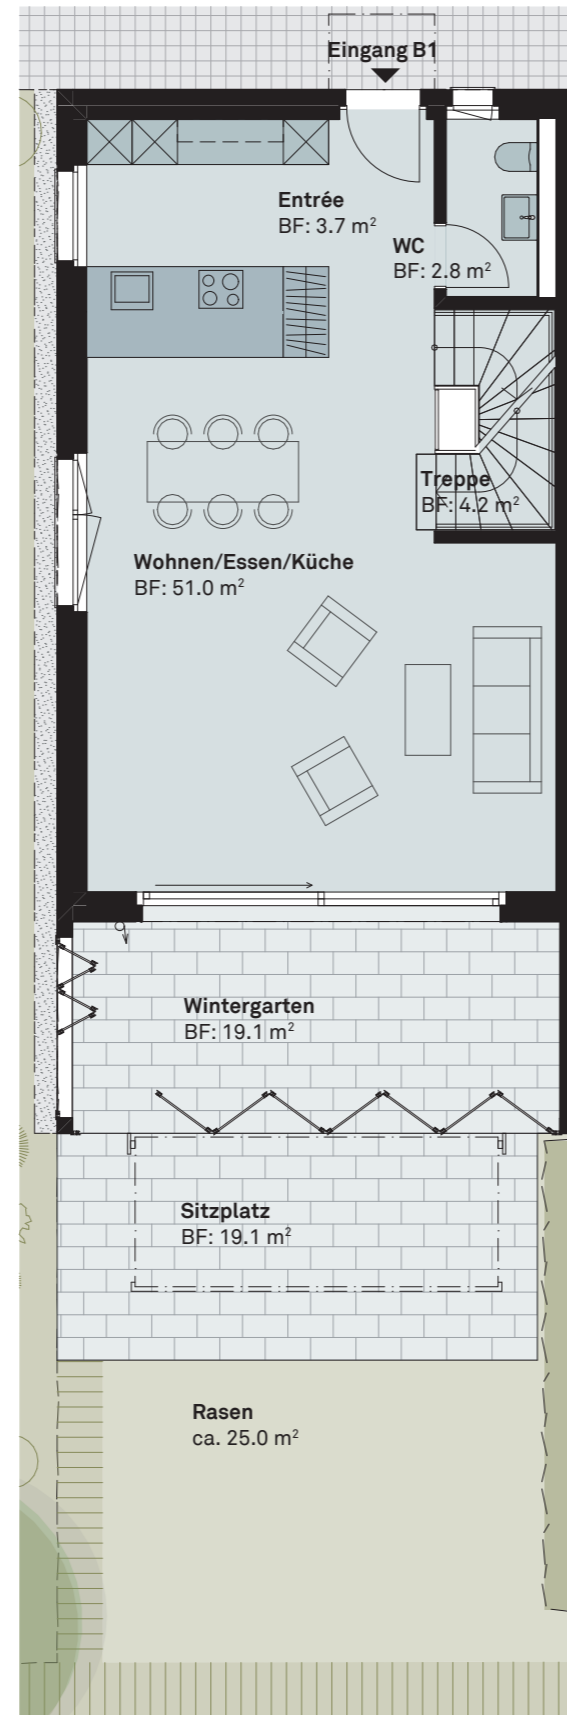 Eingang B1
Entrée
BF: 3.7 m²
WC
BF: 2.8 m²
Treppe
BF: 4.2 m²
Wohnen/Essen/Küche
BF: 51.0 m²
Wintergarten
BF: 19.1 m²
Sitzplatz
BF: 19.1 m²
Rasen
ca. 25.0 m²